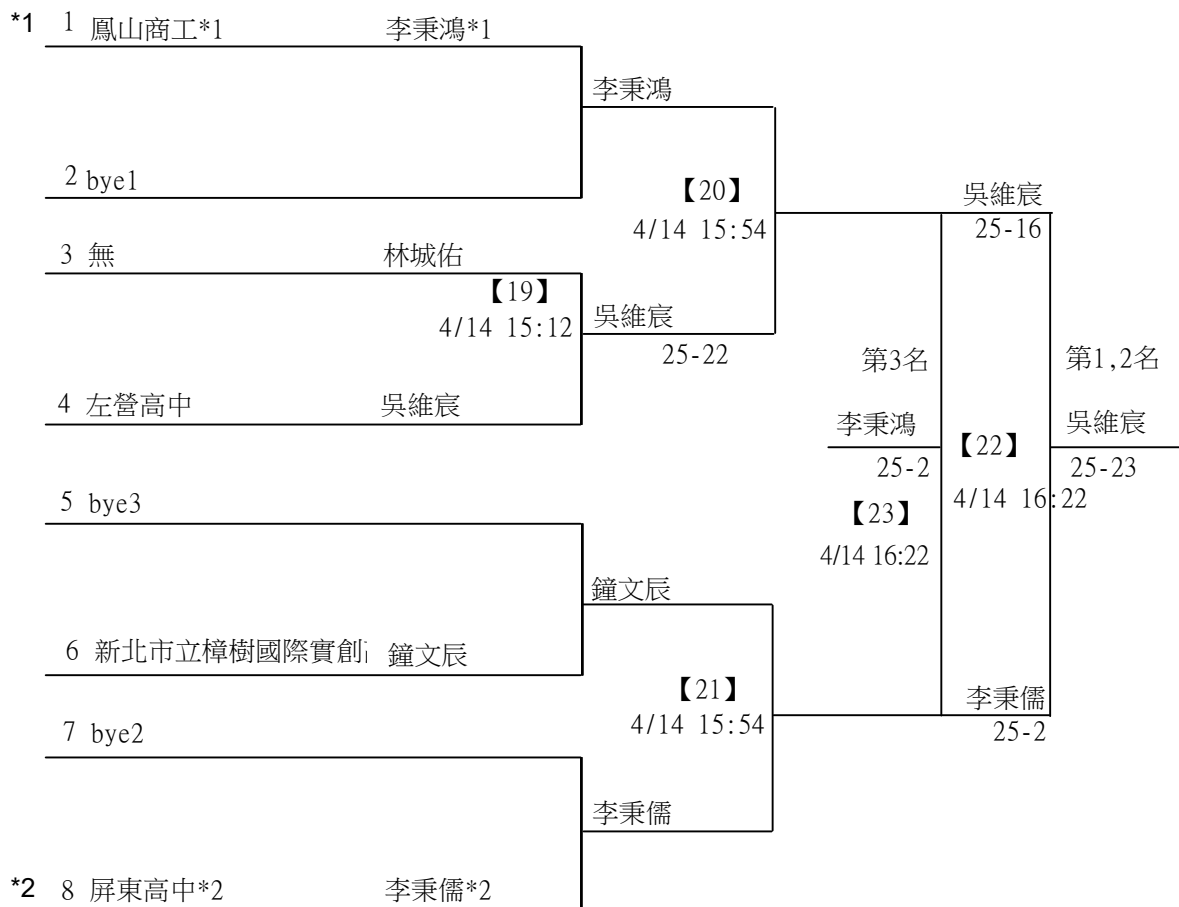 *1 1 鳳山商工*1 李秉鴻*1
李秉鴻
2 bye1
【20】
4/14 15:54
吳維宸
25-16
3 無 林城佑
【19】
4/14 15:12
吳維宸
25-22
4 左營高中 吳維宸
第3名
第1,2名
李秉鴻
25-2
【22】
4/14 16:22
吳維宸
25-23
【23】
4/14 16:22
5 bye3
鐘文辰
6 新北市立樟樹國際實創 鐘文辰
【21】
4/14 15:54
李秉儒
25-2
7 bye2
李秉儒
*2 8 屏東高中*2 李秉儒*2